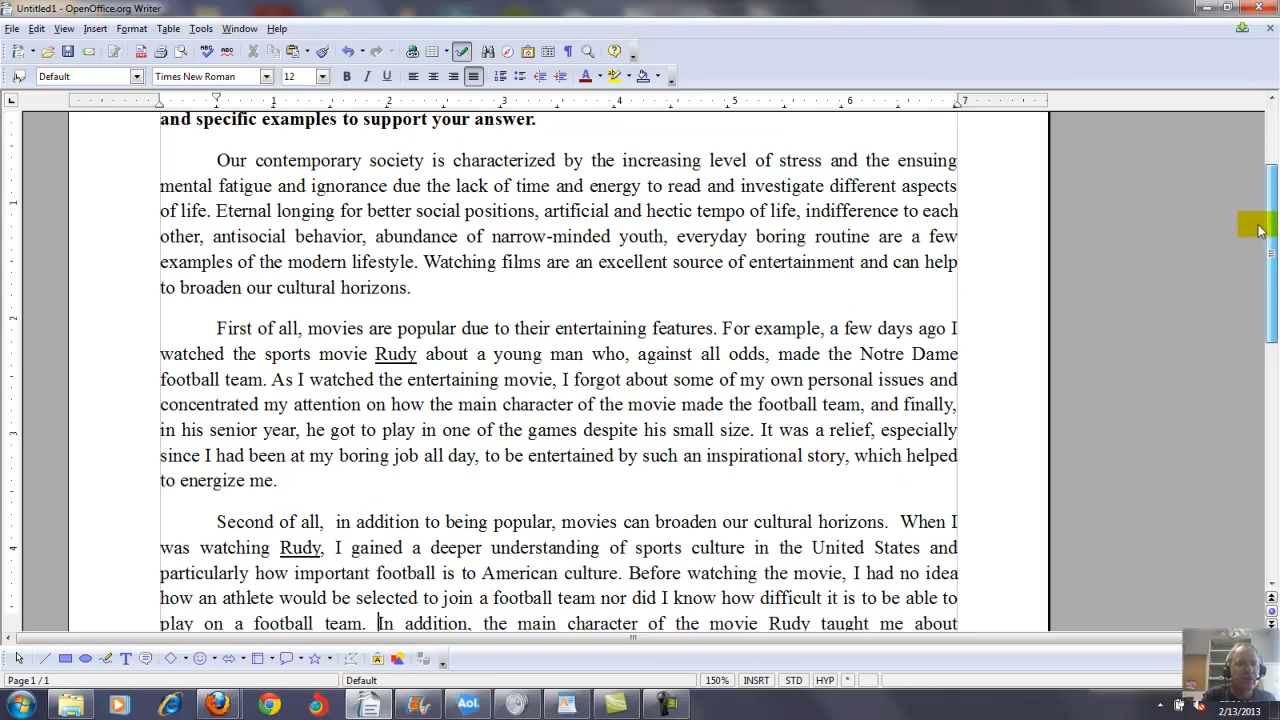 Untitled1 - OpenOffice.org Writer
File Edit View Insert Format Table Tools Window Help
Default Times New Roman 12
1 2 3 4 5 6 7
and specific examples to support your answer.
Our contemporary society is characterized by the increasing level of stress and the ensuing
mental fatigue and ignorance due the lack of time and energy to read and investigate different aspects
of life. Eternal longing for better social positions, artificial and hectic tempo of life, indifference to each
other, antisocial behavior, abundance of narrow-minded youth, everyday boring routine are a few
examples of the modern lifestyle. Watching films are an excellent source of entertainment and can help
to broaden our cultural horizons.
First of all, movies are popular due to their entertaining features. For example, a few days ago I
watched the sports movie Rudy about a young man who, against all odds, made the Notre Dame
football team. As I watched the entertaining movie, I forgot about some of my own personal issues and
concentrated my attention on how the main character of the movie made the football team, and finally,
in his senior year, he got to play in one of the games despite his small size. It was a relief, especially
since I had been at my boring job all day, to be entertained by such an inspirational story, which helped
to energize me.
Second of all, in addition to being popular, movies can broaden our cultural horizons. When I
was watching Rudy, I gained a deeper understanding of sports culture in the United States and
particularly how important football is to American culture. Before watching the movie, I had no idea
how an athlete would be selected to join a football team nor did I know how difficult it is to be able to
play on a football team. In addition, the main character of the movie Rudy taught me about
Page 1 / 1 Default 150% INSRT STD HYP *
AOL
2/13/2013